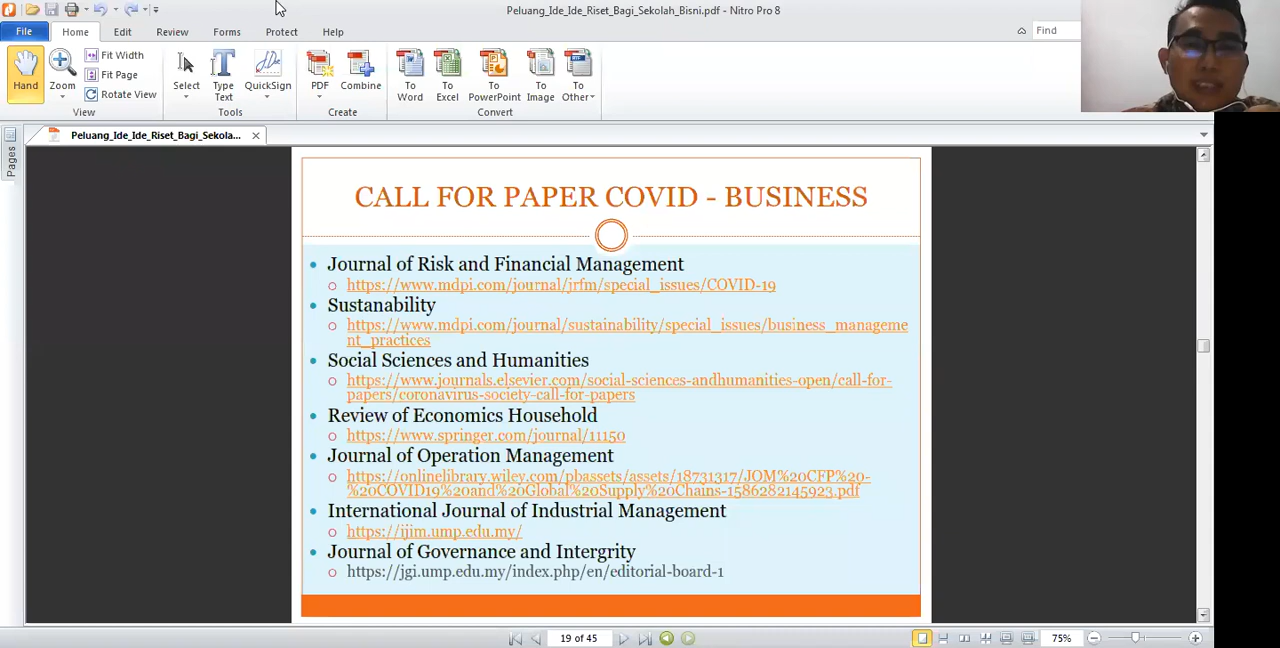 Peluang_Ide_Ide_Riset_Bagi_Sekolah_Bisni.pdf - Nitro Pro 8
File Home Edit Review Forms Protect Help Find
Hand
Zoom
Fit Width
Fit Page
Rotate View
View
Select
Type Text
QuickSign
Tools
PDF
Combine
Create
To Word
To Excel
To PowerPoint
To Image
To Other
Convert
Pages
Peluang_Ide_Ide_Riset_Bagi_Sekola...
CALL FOR PAPER COVID - BUSINESS
Journal of Risk and Financial Management
https://www.mdpi.com/journal/jrfm/special_issues/COVID-19
Sustanability
https://www.mdpi.com/journal/sustainability/special_issues/business_manageme
nt_practices
Social Sciences and Humanities
https://www.journals.elsevier.com/social-sciences-andhumanities-open/call-for-
papers/coronavirus-society-call-for-papers
Review of Economics Household
https://www.springer.com/journal/11150
Journal of Operation Management
https://onlinelibrary.wiley.com/pbassets/assets/18731317/JOM%20CFP%20-
%20COVID19%20and%20Global%20Supply%20Chains-1586282145923.pdf
International Journal of Industrial Management
https://ijim.ump.edu.my/
Journal of Governance and Intergrity
https://jgi.ump.edu.my/index.php/en/editorial-board-1
19 of 45
75%